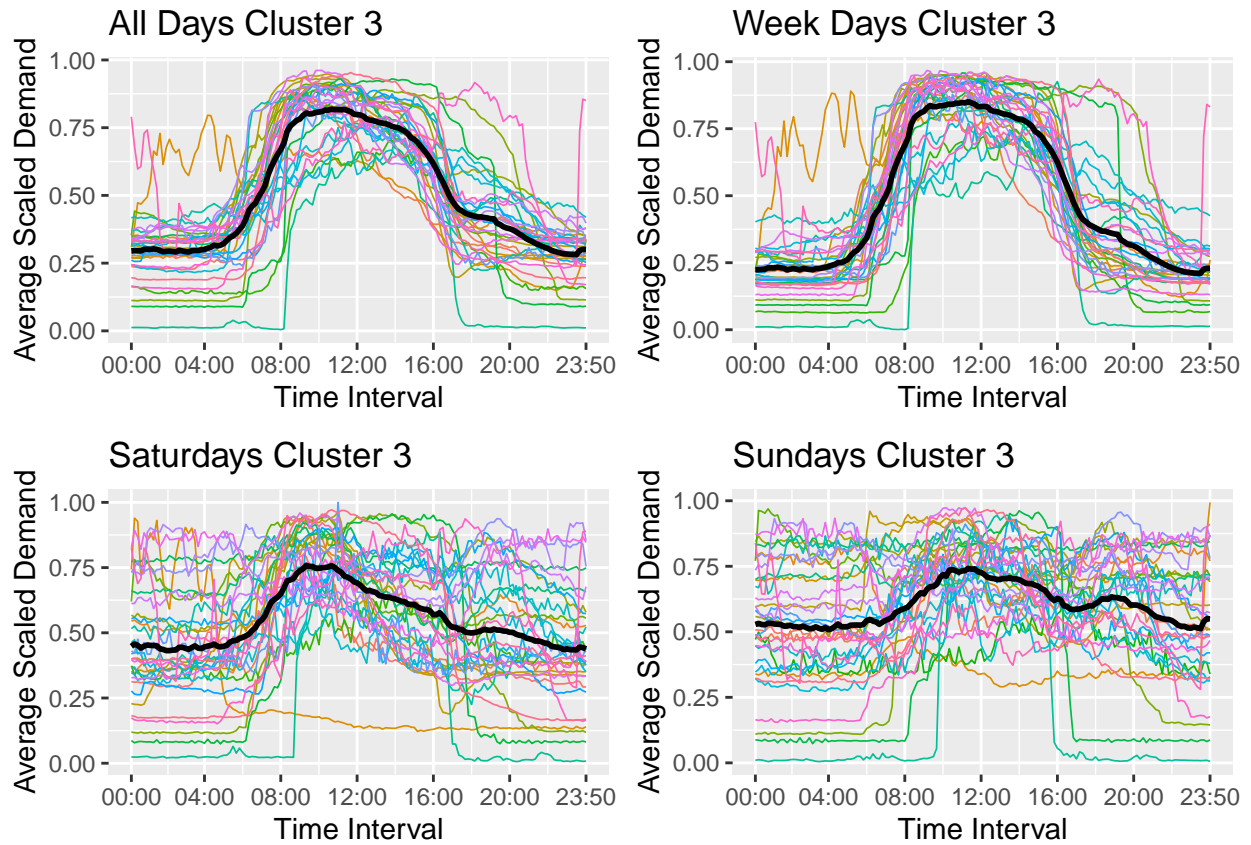 All Days Cluster 3
Average Scaled Demand
1.00
0.75
0.50
0.25
0.00
00:00 04:00 08:00 12:00 16:00 20:00 23:50
Time Interval
Week Days Cluster 3
Average Scaled Demand
1.00
0.75
0.50
0.25
0.00
00:00 04:00 08:00 12:00 16:00 20:00 23:50
Time Interval
Saturdays Cluster 3
Average Scaled Demand
1.00
0.75
0.50
0.25
0.00
00:00 04:00 08:00 12:00 16:00 20:00 23:50
Time Interval
Sundays Cluster 3
Average Scaled Demand
1.00
0.75
0.50
0.25
0.00
00:00 04:00 08:00 12:00 16:00 20:00 23:50
Time Interval